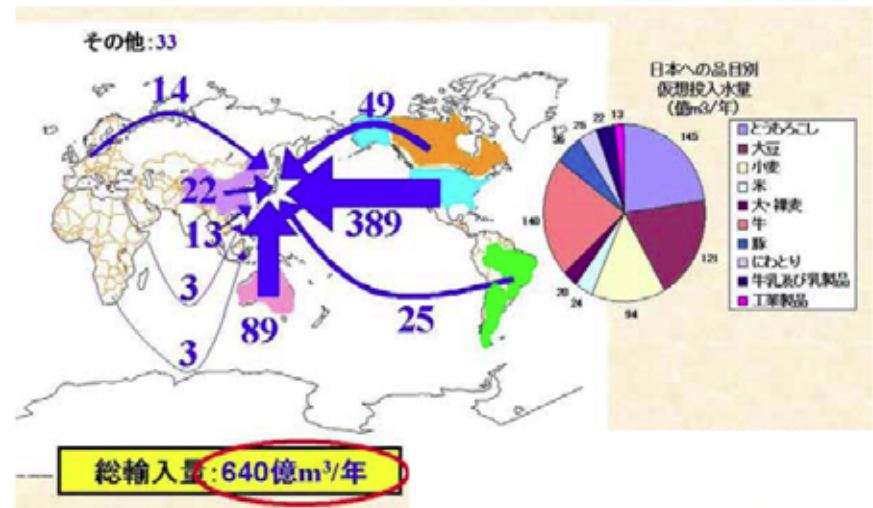 その他:33
14
49
22
13
389
3
89
25
3
総輸入量:640億m³/年
日本への品目別
仮想投入水量
(億m3/年)
145
121
94
24
20
140
36
25
22
13
とうもろこし
大豆
小麦
米
大・裸麦
牛
豚
にわとり
牛乳及び乳製品
工業製品